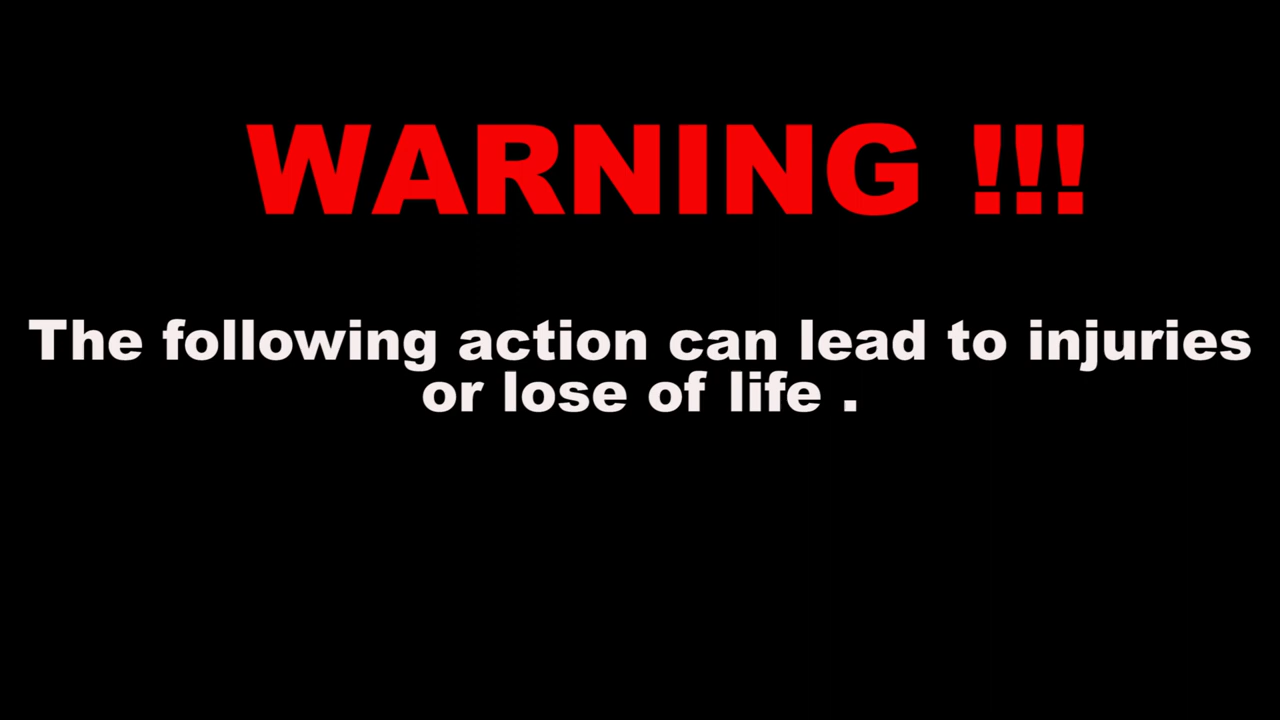 WARNING !!!
The following action can lead to injuries
or lose of life .